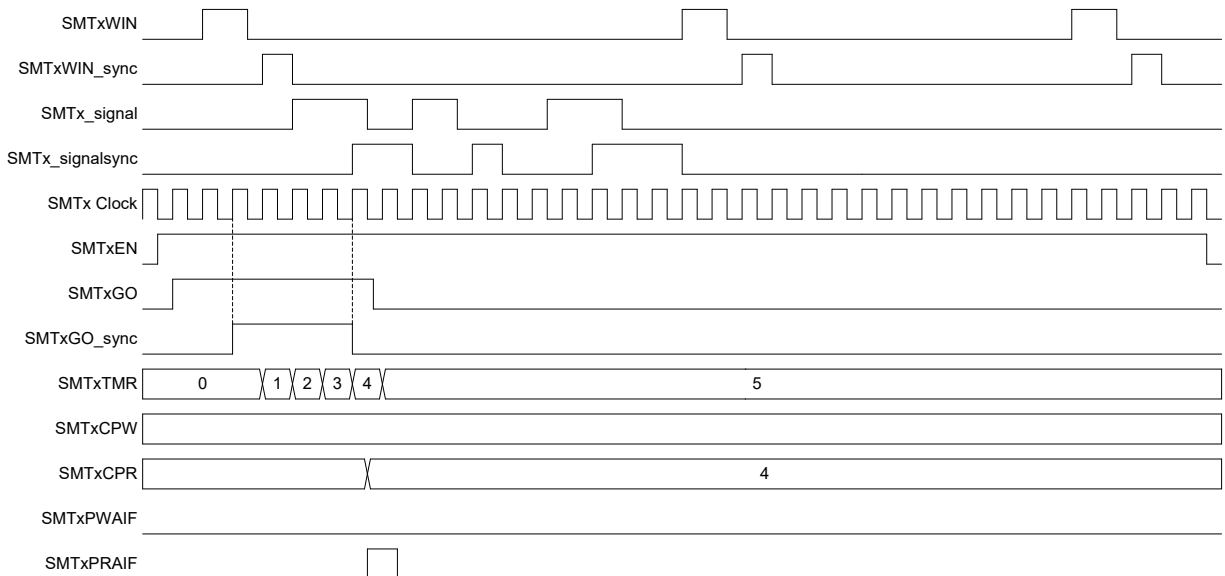 SMTxWIN
SMTxWIN_sync
SMTx_signal
SMTx_signalsync
SMTx Clock
SMTxEN
SMTxGO
SMTxGO_sync
SMTxTMR 0 1 2 3 4 5
SMTxCPW
SMTxCPR 4
SMTxPWAIF
SMTxPRAIF